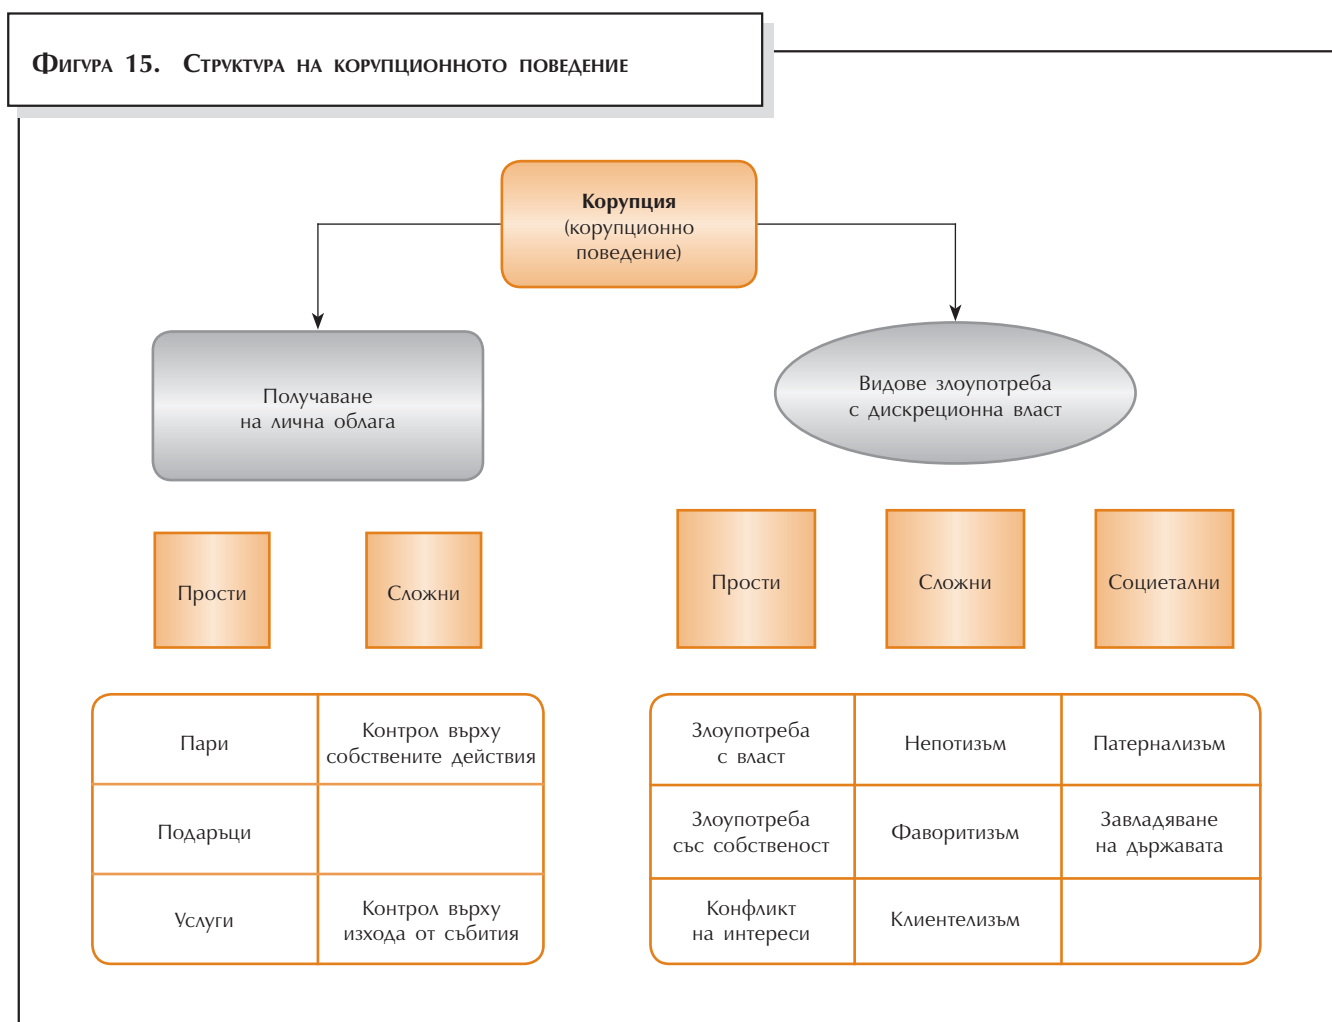 Фигура 15. Структура на корупционното поведение
Корупция
(корупционно
поведение)
Получаване
на лична облага
Видове злоупотреба
с дискреционна власт
Прости
Сложни
Прости
Сложни
Социетални
Пари
Контрол върху
собствените действия
Подаръци
Услуги
Контрол върху
изхода от събития
Злоупотреба
с власт
Непотизъм
Патернализъм
Злоупотреба
със собственост
Фаворитизъм
Завладяване
на държавата
Конфликт
на интереси
Клиентелизъм